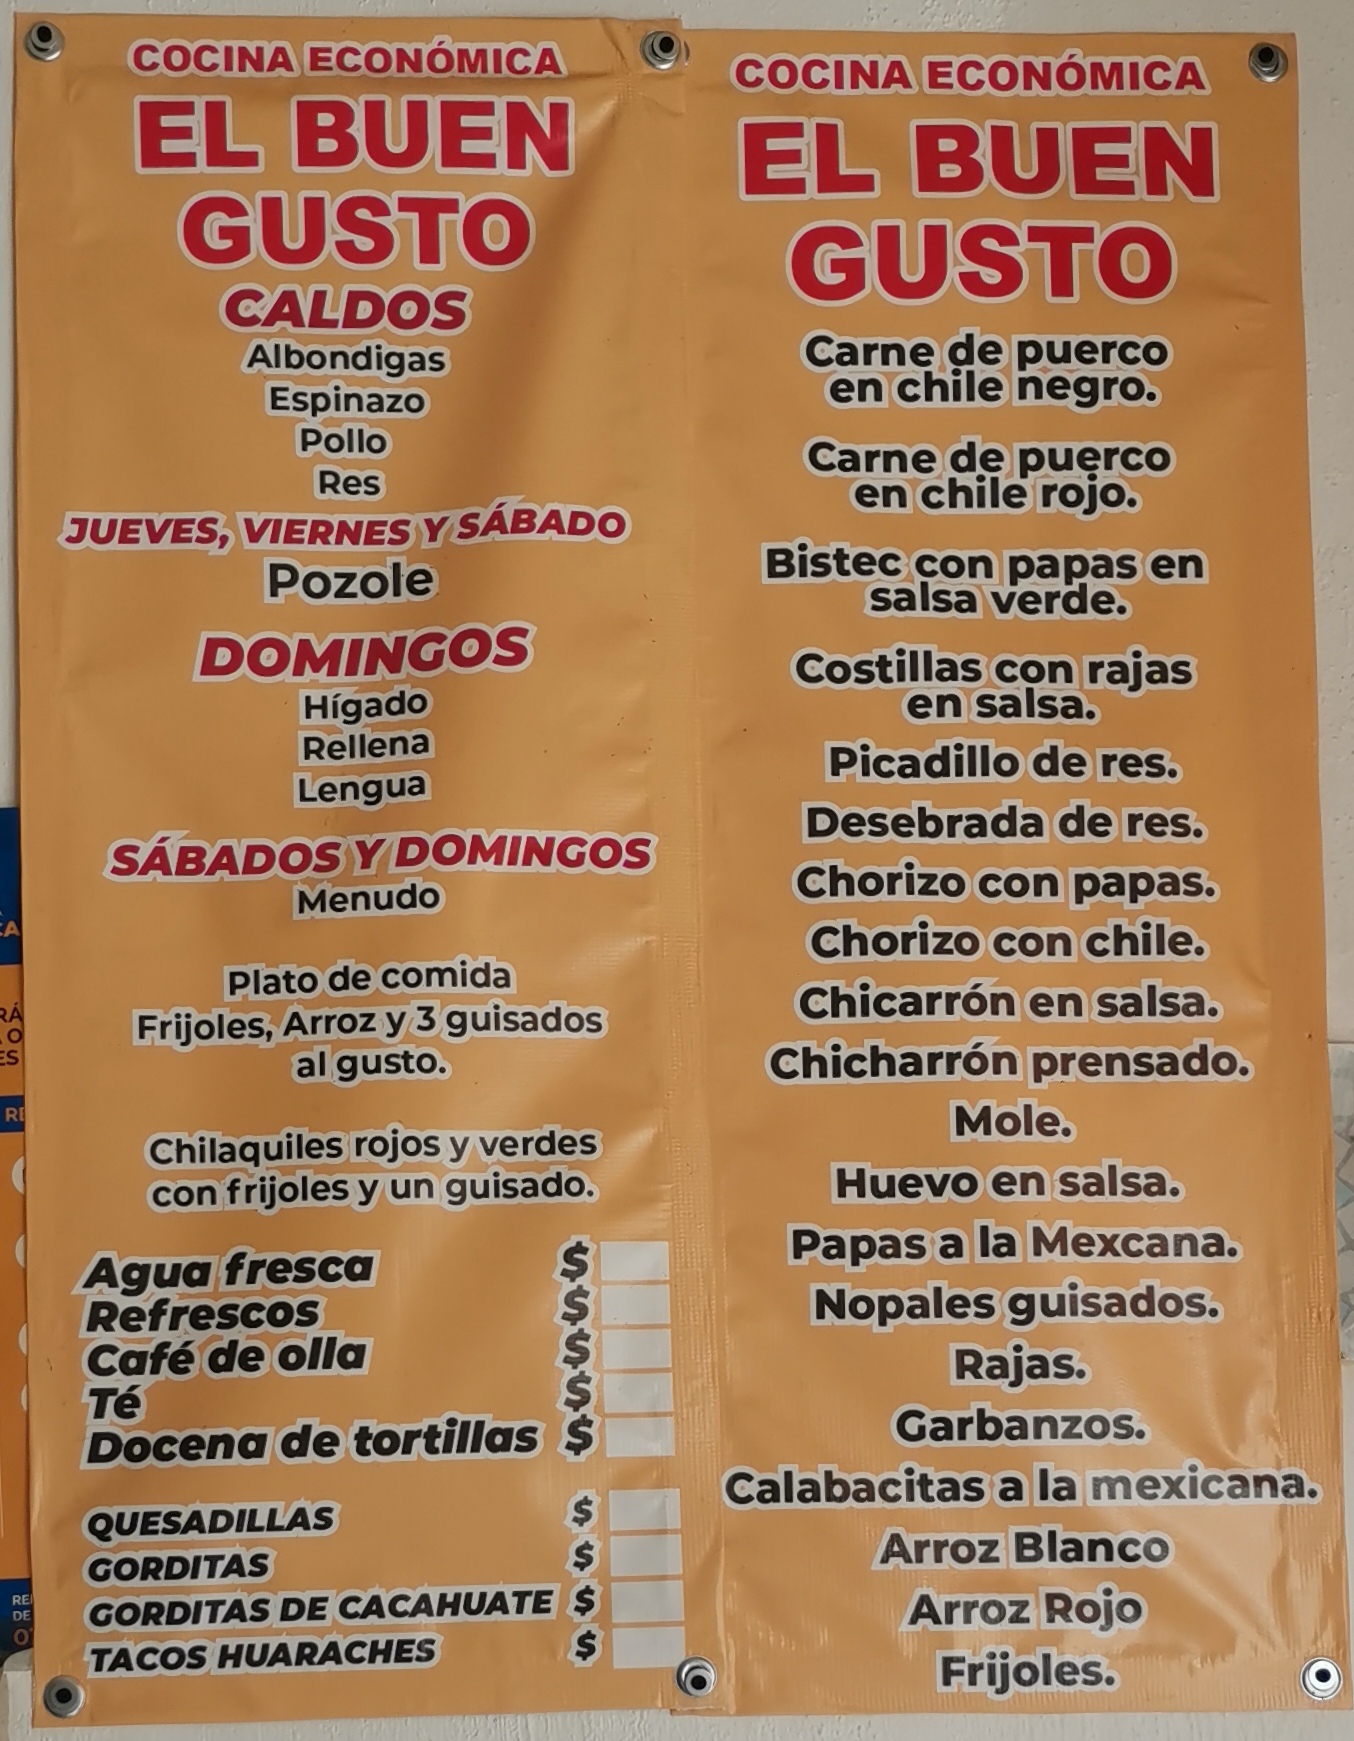 COCINA ECONÓMICA
EL BUEN
GUSTO
CALDOS
Albondigas
Espinazo
Pollo
Res
JUEVES, VIERNES Y SÁBADO
Pozole
DOMINGOS
Hígado
Rellena
Lengua
SÁBADOS Y DOMINGOS
Menudo
Plato de comida
Frijoles, Arroz y 3 guisados
al gusto.
Chilaquiles rojos y verdes
con frijoles y un guisado.
Agua fresca $
Refrescos $
Café de olla $
Té $
Docena de tortillas $
QUESADILLAS $
GORDITAS $
GORDITAS DE CACAHUATE $
TACOS HUARACHES $
COCINA ECONÓMICA
EL BUEN
GUSTO
Carne de puerco
en chile negro.
Carne de puerco
en chile rojo.
Bistec con papas en
salsa verde.
Costillas con rajas
en salsa.
Picadillo de res.
Desebrada de res.
Chorizo con papas.
Chorizo con chile.
Chicarrón en salsa.
Chicharrón prensado.
Mole.
Huevo en salsa.
Papas a la Mexcana.
Nopales guisados.
Rajas.
Garbanzos.
Calabacitas a la mexicana.
Arroz Blanco
Arroz Rojo
Frijoles.